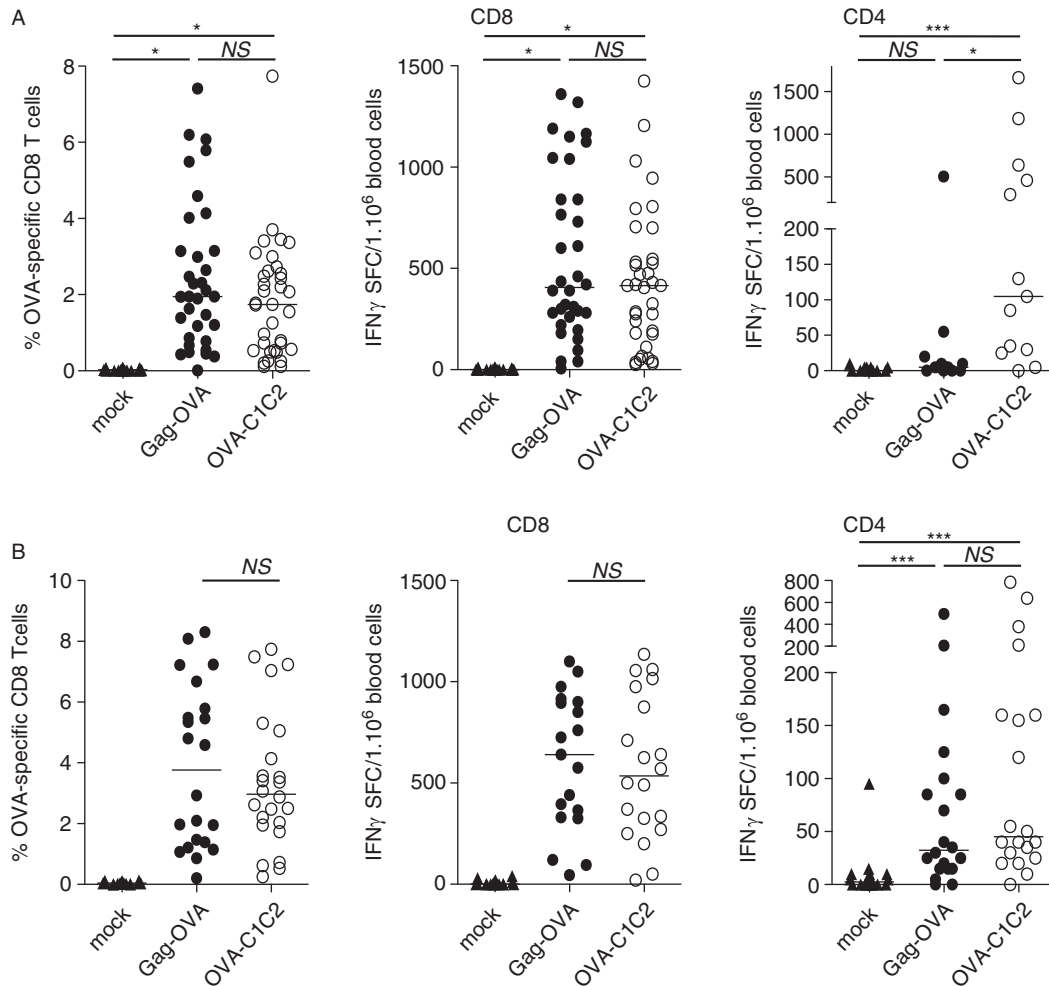 A
CD8
CD4
*
*
NS
*
*
NS
***
NS
*
% OVA-specific CD8 T cells
8
6
4
2
0
mock
Gag-OVA
OVA-C1C2
IFNγ SFC/1.10⁶ blood cells
1500
1000
500
0
mock
Gag-OVA
OVA-C1C2
IFNγ SFC/1.10⁶ blood cells
1500
1000
500
200
150
100
50
0
mock
Gag-OVA
OVA-C1C2
B
CD8
CD4
NS
NS
***
***
NS
% OVA-specific CD8 Tcells
10
8
6
4
2
0
mock
Gag-OVA
OVA-C1C2
IFNγ SFC/1.10⁶ blood cells
1500
1000
500
0
mock
Gag-OVA
OVA-C1C2
IFNγ SFC/1.10⁶ blood cells
800
600
400
200
200
150
100
50
0
mock
Gag-OVA
OVA-C1C2